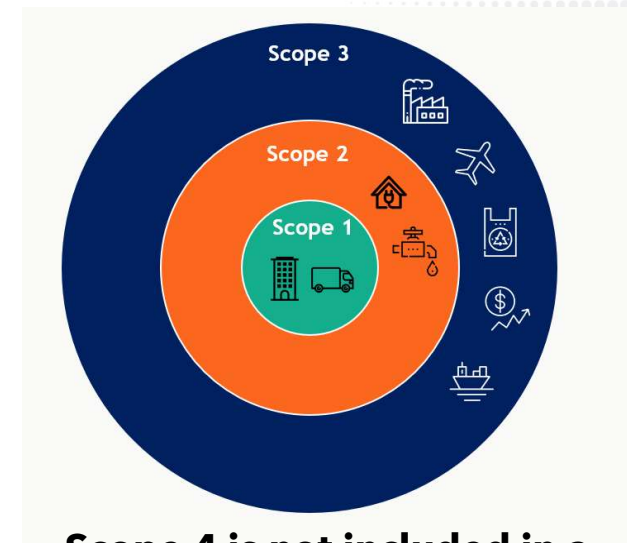 Scope 3
Scope 2
Scope 1
$
Scope 4 is not included in a